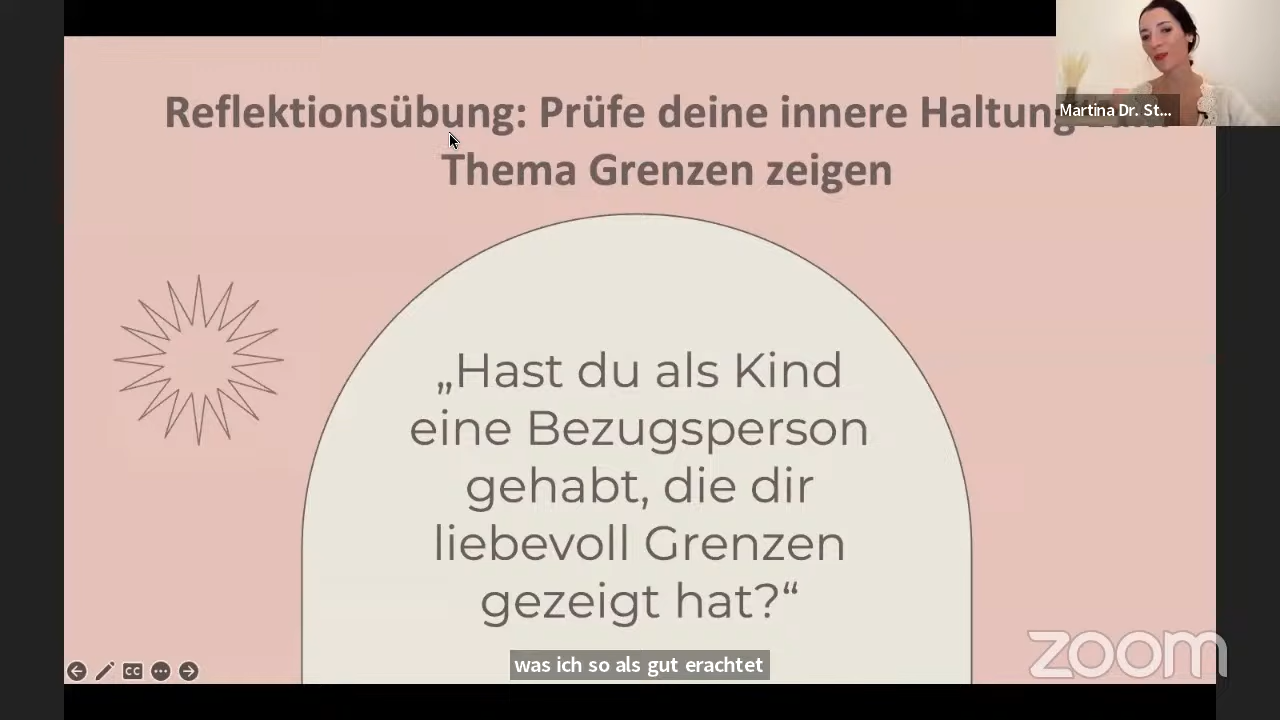 Reflektionsübung: Prüfe deine innere Haltung
Thema Grenzen zeigen
Martina Dr. St...
„Hast du als Kind
eine Bezugsperson
gehabt, die dir
liebevoll Grenzen
gezeigt hat?“
was ich so als gut erachtet
CC
zoom